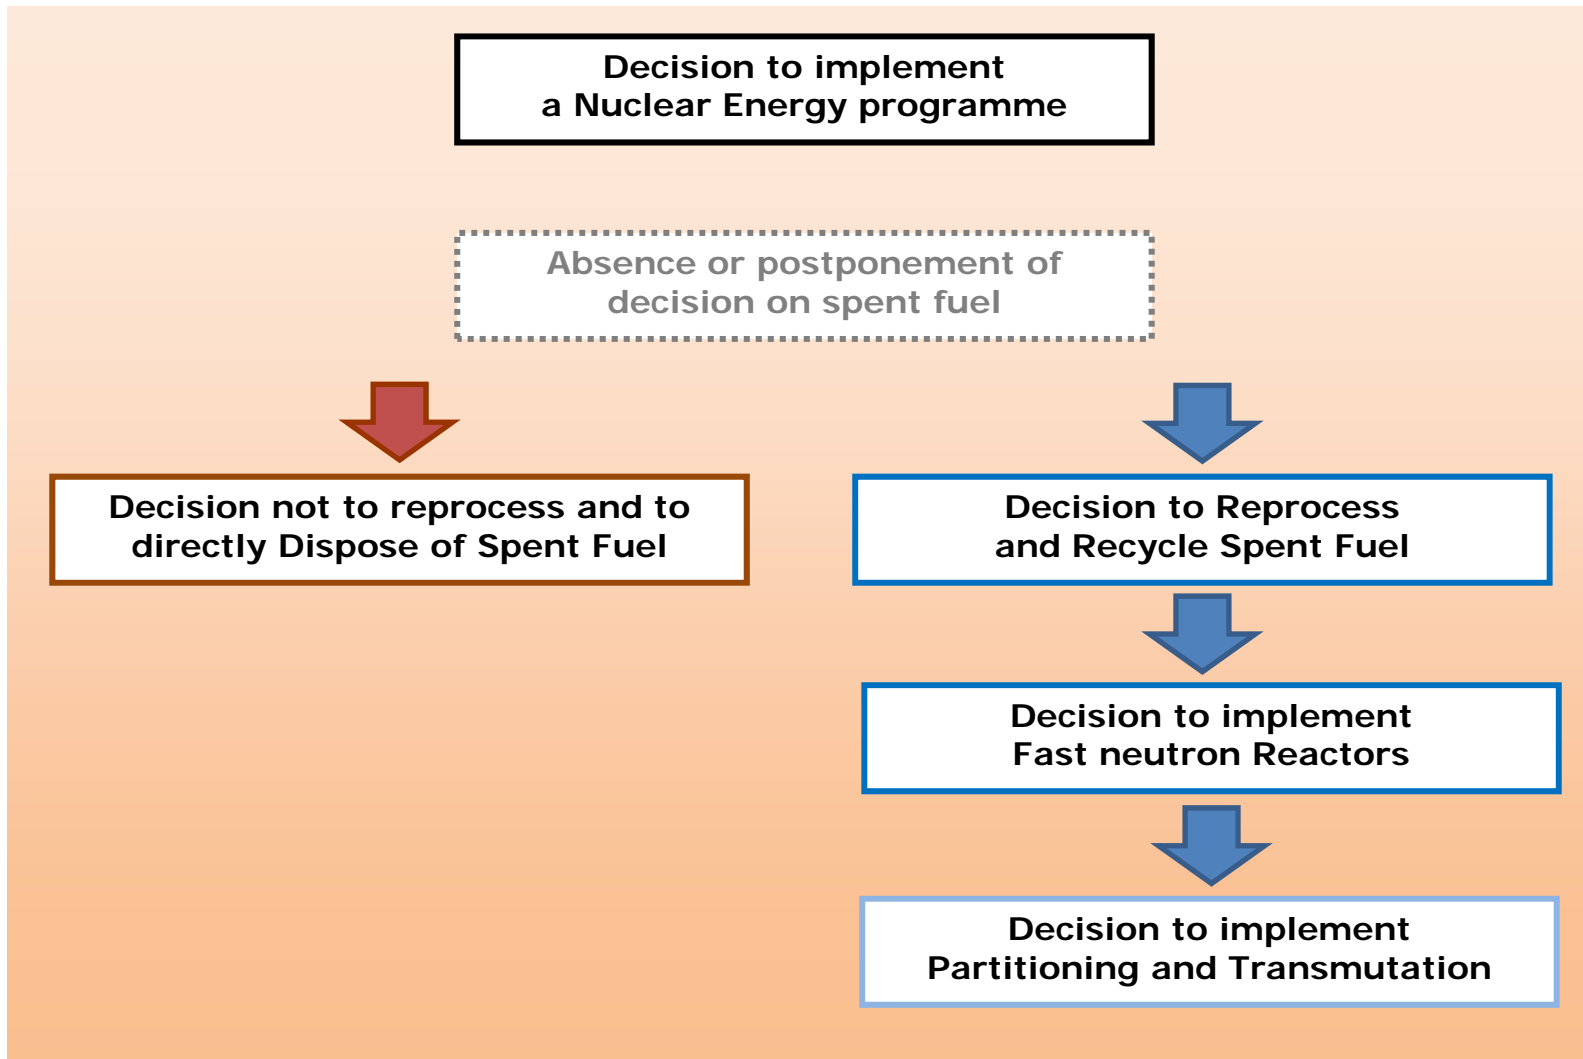 Decision to implement
a Nuclear Energy programme
Absence or postponement of
decision on spent fuel
Decision not to reprocess and to
directly Dispose of Spent Fuel
Decision to Reprocess
and Recycle Spent Fuel
Decision to implement
Fast neutron Reactors
Decision to implement
Partitioning and Transmutation